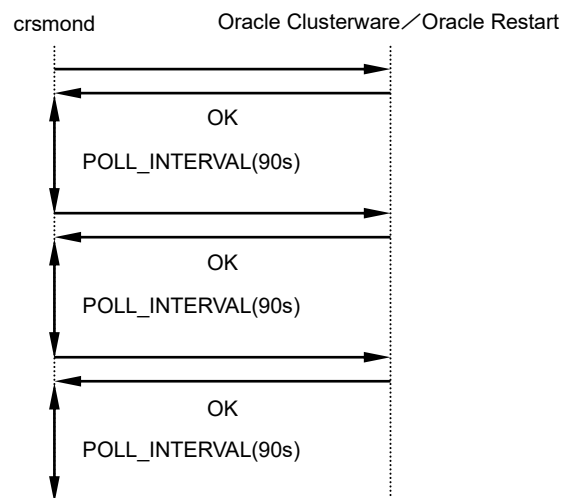 crsmond
Oracle Clusterware／Oracle Restart
OK
POLL_INTERVAL(90s)
OK
POLL_INTERVAL(90s)
OK
POLL_INTERVAL(90s)